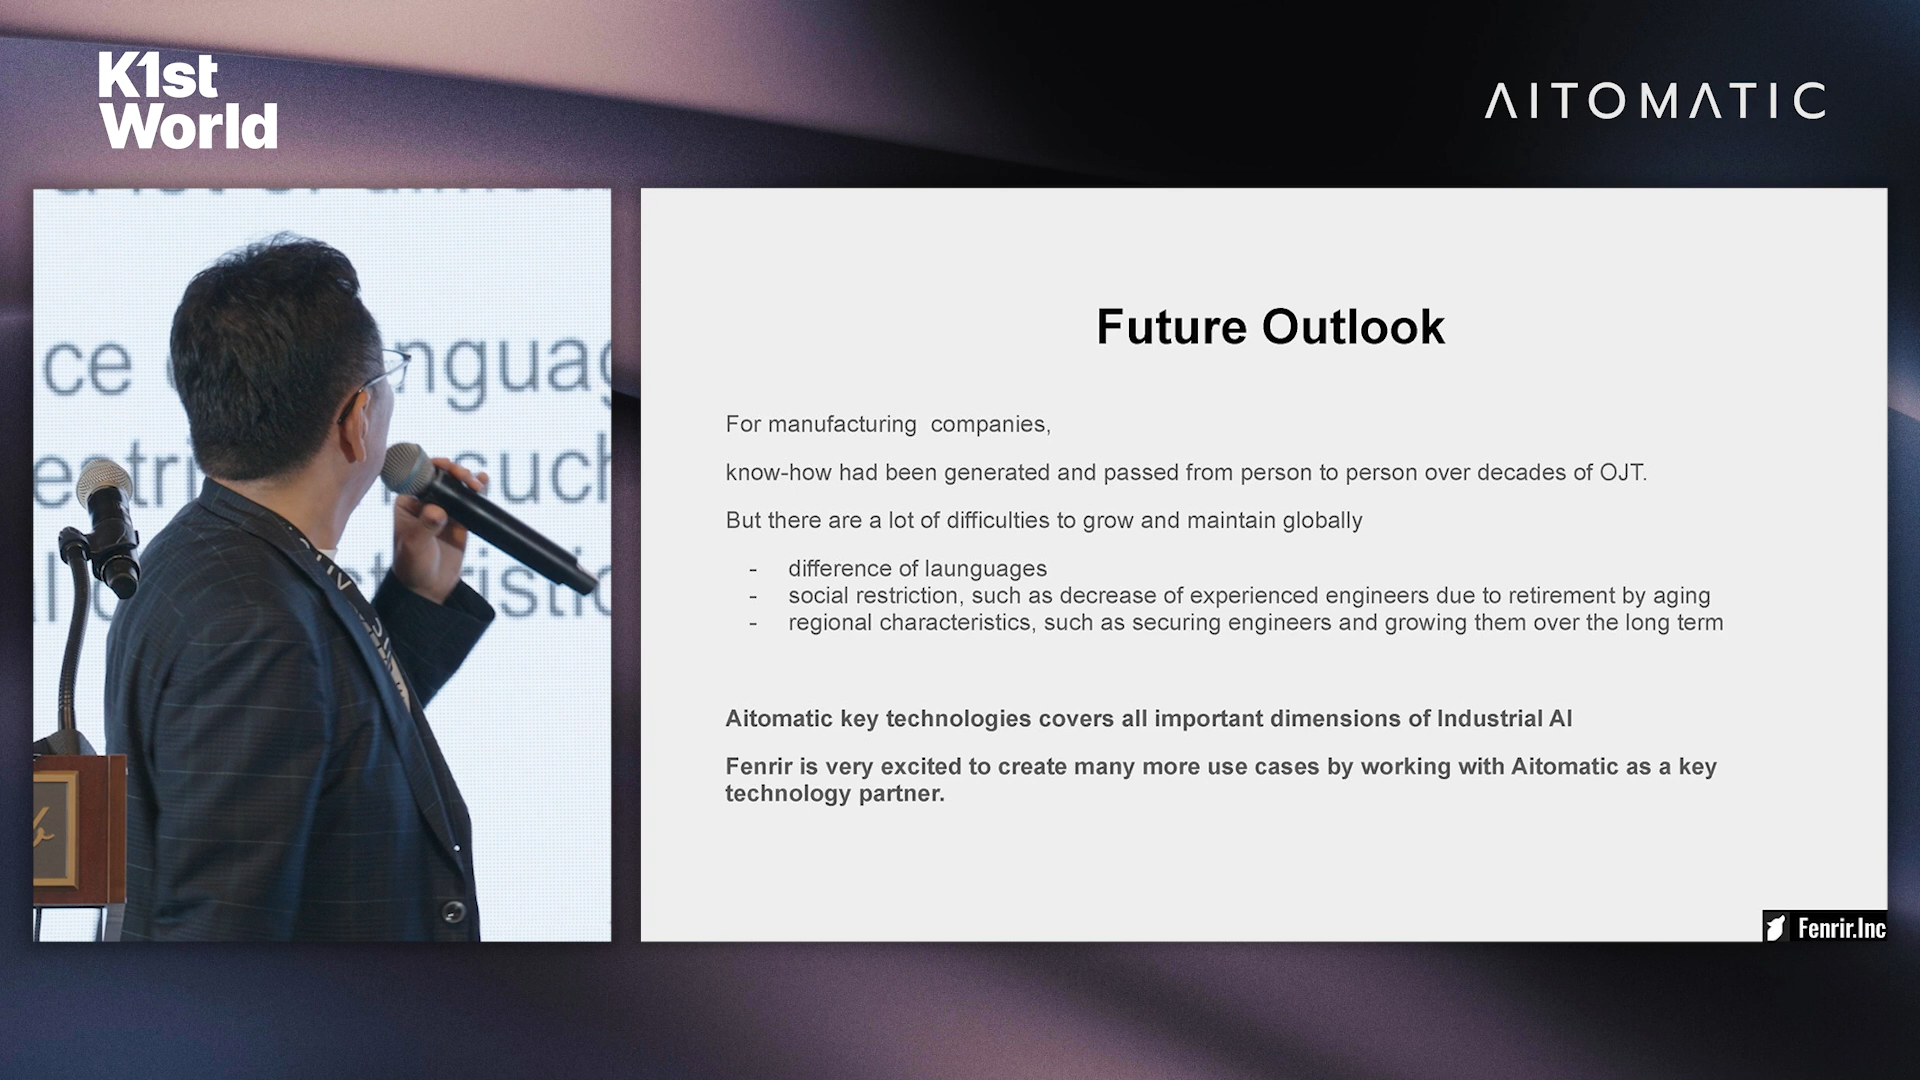 K1st
World
AITOMATIC
Future Outlook
For manufacturing companies,
know-how had been generated and passed from person to person over decades of OJT.
But there are a lot of difficulties to grow and maintain globally
- difference of launguages
- social restriction, such as decrease of experienced engineers due to retirement by aging
- regional characteristics, such as securing engineers and growing them over the long term
Aitomatic key technologies covers all important dimensions of Industrial AI
Fenrir is very excited to create many more use cases by working with Aitomatic as a key
technology partner.
Fenrir.Inc
ce
nguag
such